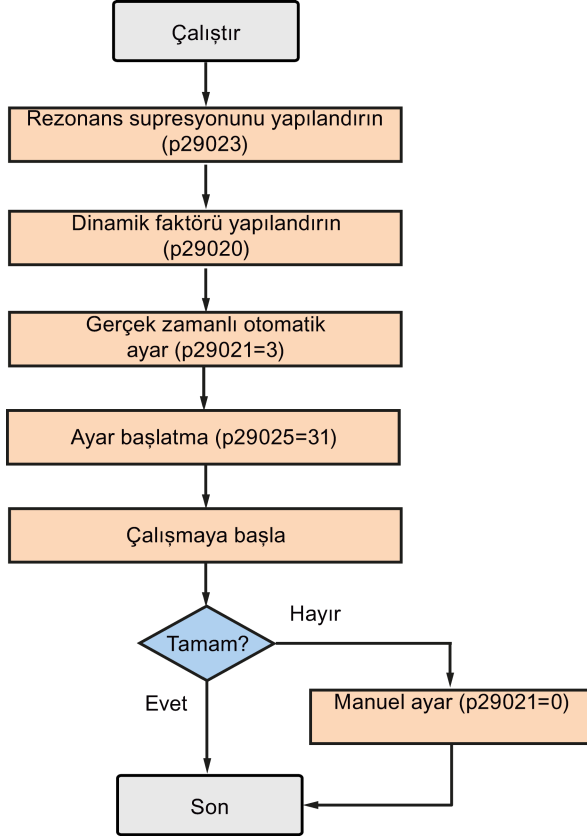 Çalıştır
Rezonans supresyonunu yapılandırın
(p29023)
Dinamik faktörü yapılandırın
(p29020)
Gerçek zamanlı otomatik
ayar (p29021=3)
Ayar başlatma (p29025=31)
Çalışmaya başla
Tamam?
Hayır
Evet
Manuel ayar (p29021=0)
Son